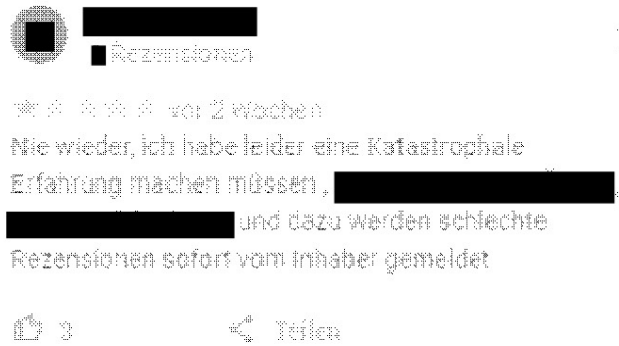 Rezensionen
vor 2 Wochen
Nie wieder, ich habe leider eine Katastrophale
Erfahrung machen müssen ,
und dazu werden schlechte
Rezensionen sofort vom Inhaber gemeldet
3 Teilen